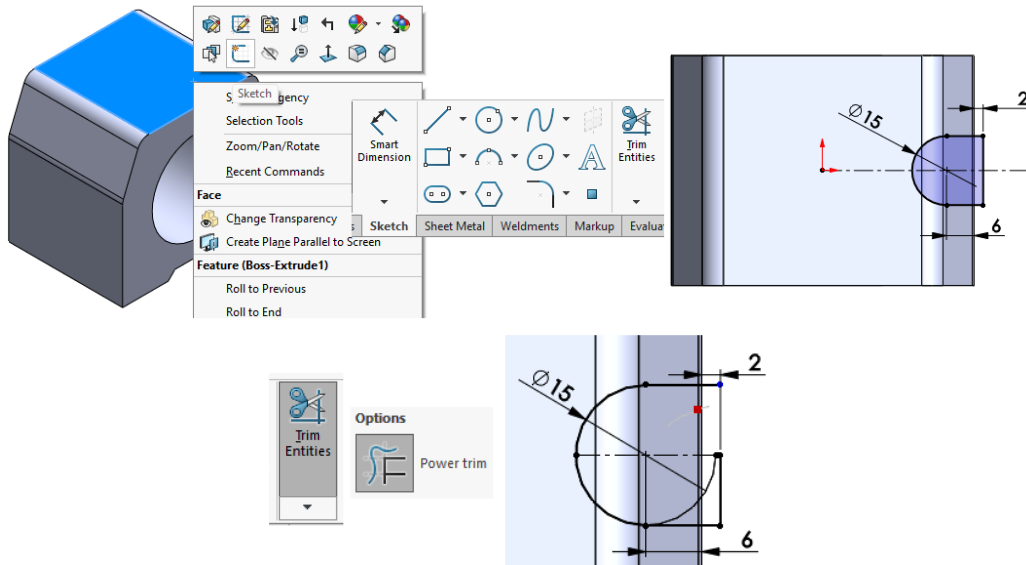 Sketch
Selection Tools
Zoom/Pan/Rotate
Recent Commands
Face
Change Transparency
Create Plane Parallel to Screen
Feature (Boss-Extrude1)
Roll to Previous
Roll to End
Smart
Dimension
Trim
Entities
Sketch
Sheet Metal
Weldments
Markup
Ø15
2
6
Trim
Entities
Options
Power trim
Ø15
2
6